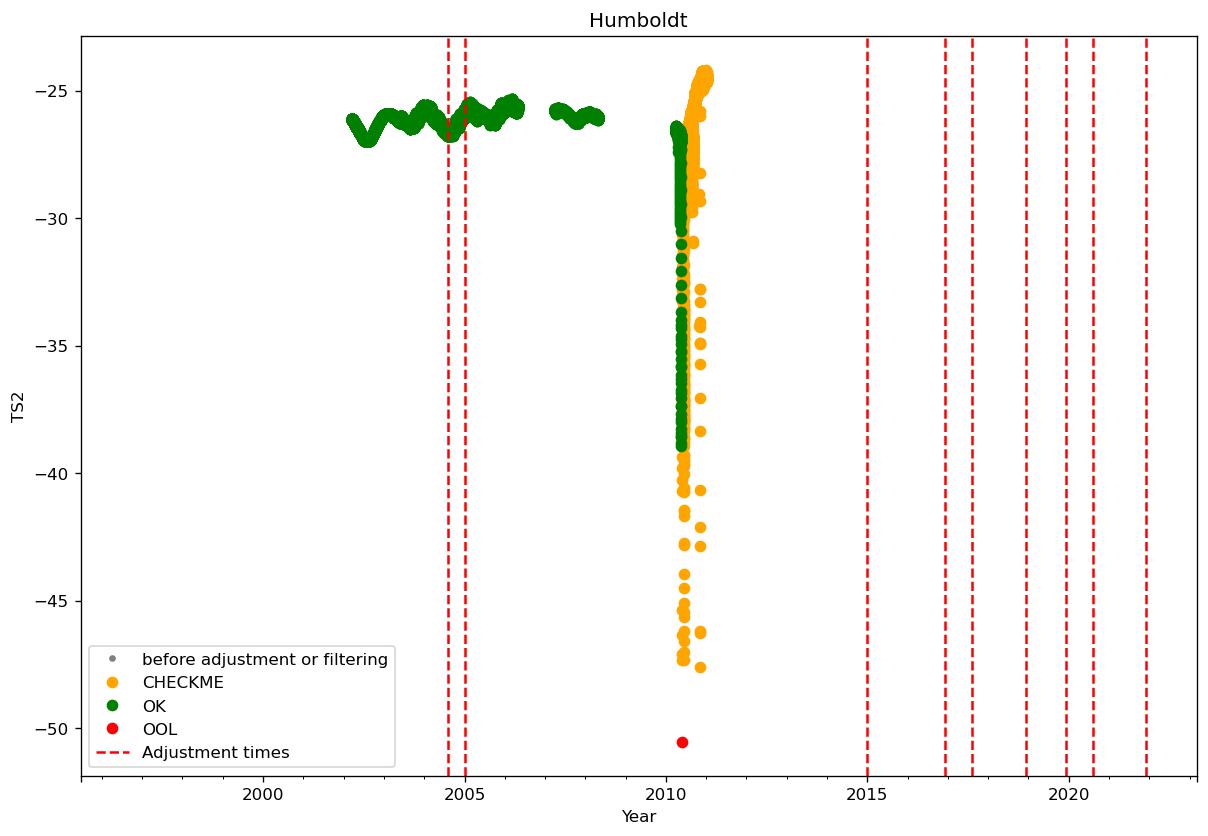 Humboldt
−25
−30
−35
−40
−45
−50
TS2
before adjustment or filtering
CHECKME
OK
OOL
Adjustment times
2000
2005
2010
2015
2020
Year